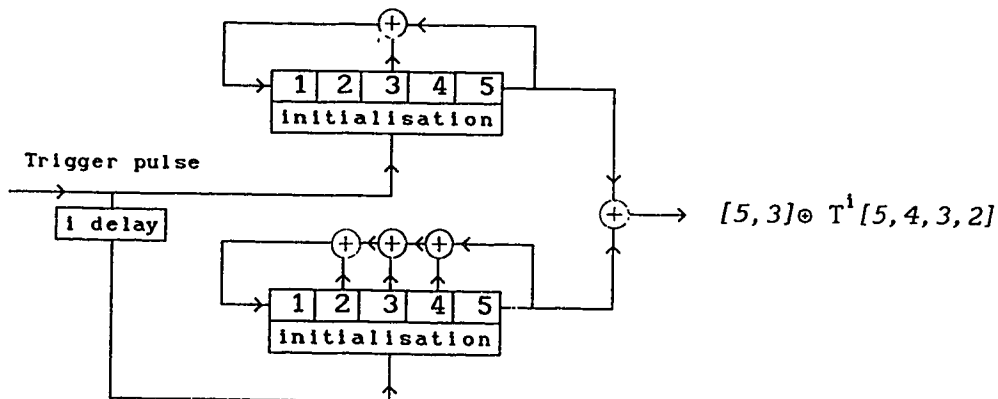 1 2 3 4 5
initialisation
Trigger pulse
i delay
[5,3]⊕ Tⁱ[5,4,3,2]
1 2 3 4 5
initialisation